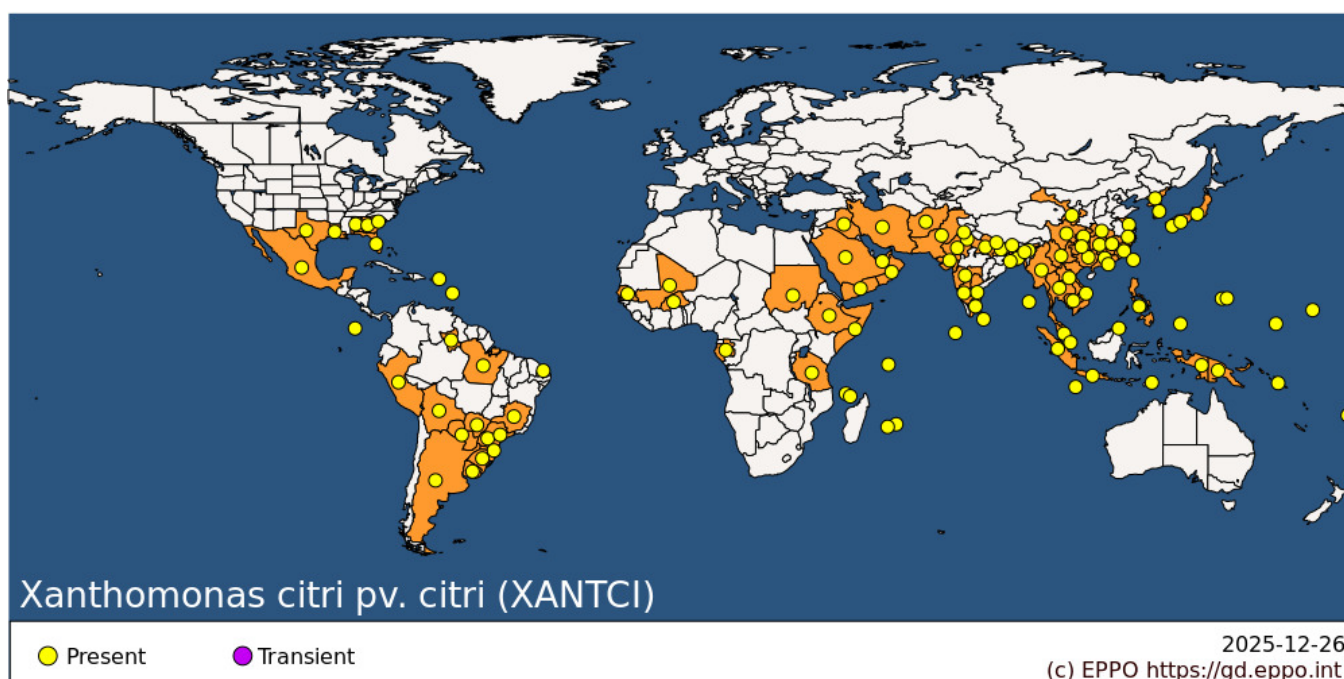 Xanthomonas citri pv. citri (XANTCI)
Present
Transient
2025-12-26
(c) EPPO https://gd.eppo.int